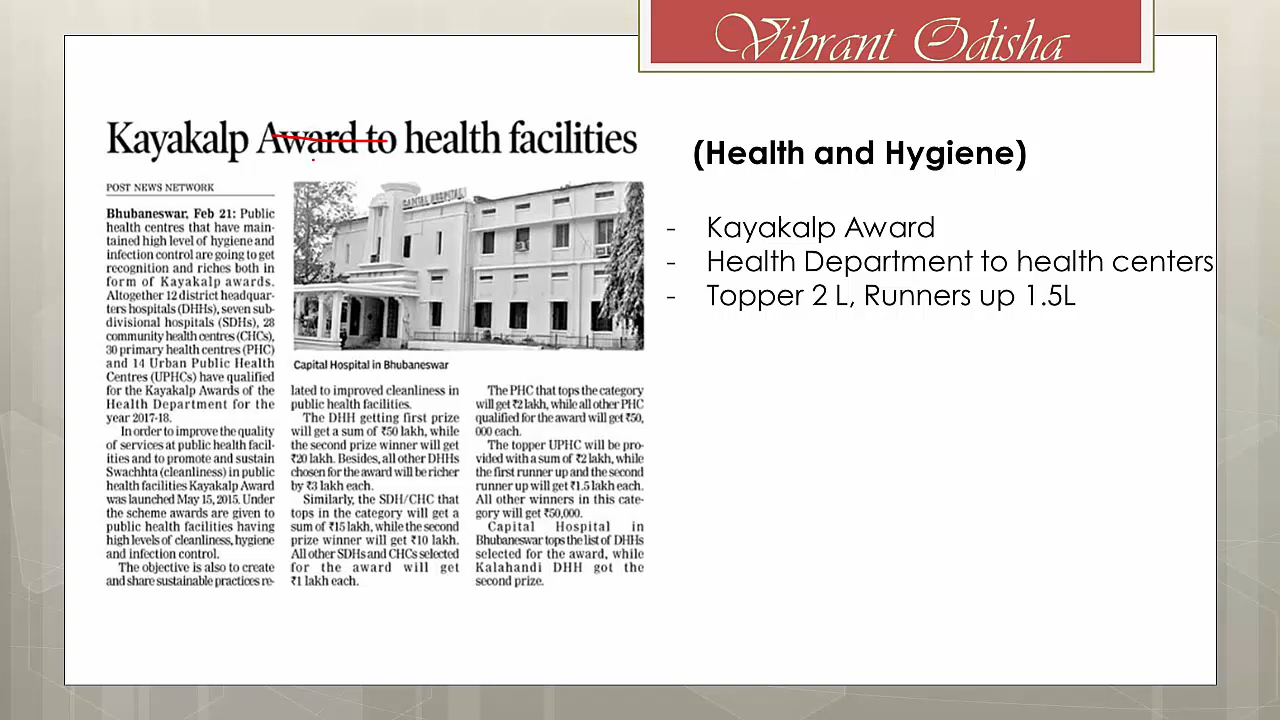 Vibrant Odisha
Kayakalp Award to health facilities
POST NEWS NETWORK
Bhubaneswar, Feb 21: Public
health centres that have main-
tained high level of hygiene and
infection control are going to get
recognition and riches both in
form of Kayakalp awards.
Altogether 12 district headquar-
ters hospitals (DHHs), seven sub-
divisional hospitals (SDHs), 28
community health centres (CHCs),
30 primary health centres (PHC)
and 14 Urban Public Health
Centres (UPHCs) have qualified
for the Kayakalp Awards of the
Health Department for the
year 2017-18.
In order to improve the quality
of services at public health facil-
ities and to promote and sustain
Swachhta (cleanliness) in public
health facilities Kayakalp Award
was launched May 15, 2015. Under
the scheme awards are given to
public health facilities having
high levels of cleanliness, hygiene
and infection control.
The objective is also to create
and share sustainable practices re-
CAPITAL HOSPITAL
Capital Hospital in Bhubaneswar
lated to improved cleanliness in
public health facilities.
The DHH getting first prize
will get a sum of ₹50 lakh, while
the second prize winner will get
₹20 lakh. Besides, all other DHHs
chosen for the award will be richer
by ₹3 lakh each.
Similarly, the SDH/CHC that
tops in the category will get a
sum of ₹15 lakh, while the second
prize winner will get ₹10 lakh.
All other SDHs and CHCs selected
for the award will get
₹1 lakh each.
The PHC that tops the category
will get ₹2 lakh, while all other PHC
qualified for the award will get ₹50,
000 each.
The topper UPHC will be pro-
vided with a sum of ₹2 lakh, while
the first runner up and the second
runner up will get ₹1.5 lakh each.
All other winners in this cate-
gory will get ₹50,000.
Capital Hospital in
Bhubaneswar tops the list of DHHs
selected for the award, while
Kalahandi DHH got the
second prize.
(Health and Hygiene)
- Kayakalp Award
- Health Department to health centers
- Topper 2 L, Runners up 1.5L